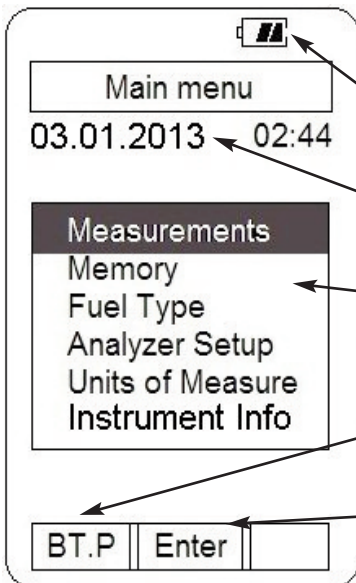 Main menu
03.01.2013 02:44
Measurements
Memory
Fuel Type
Analyzer Setup
Units of Measure
Instrument Info
BT.P Enter